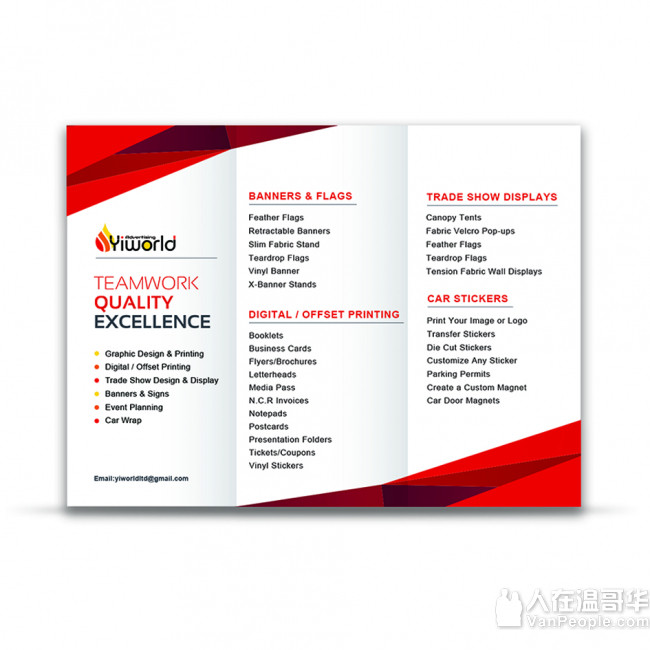 Advertising
Yiworld
TEAMWORK
QUALITY
EXCELLENCE
Graphic Design & Printing
Digital / Offset Printing
Trade Show Design & Display
Banners & Signs
Event Planning
Car Wrap
Email:yiworldltd@gmail.com
BANNERS & FLAGS
Feather Flags
Retractable Banners
Slim Fabric Stand
Teardrop Flags
Vinyl Banner
X-Banner Stands
DIGITAL / OFFSET PRINTING
Booklets
Business Cards
Flyers/Brochures
Letterheads
Media Pass
N.C.R Invoices
Notepads
Postcards
Presentation Folders
Tickets/Coupons
Vinyl Stickers
TRADE SHOW DISPLAYS
Canopy Tents
Fabric Velcro Pop-ups
Feather Flags
Teardrop Flags
Tension Fabric Wall Displays
CAR STICKERS
Print Your Image or Logo
Transfer Stickers
Die Cut Stickers
Customize Any Sticker
Parking Permits
Create a Custom Magnet
Car Door Magnets
人在温哥华
VanPeople.com